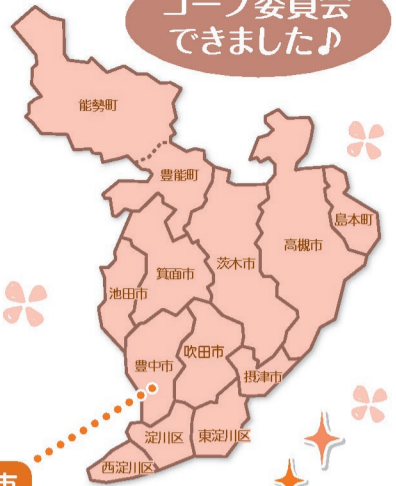 コープ委員会
できました♪
能勢町
豊能町
島本町
高槻市
茨木市
箕面市
池田市
吹田市
豊中市
摂津市
淀川区
東淀川区
西淀川区
市